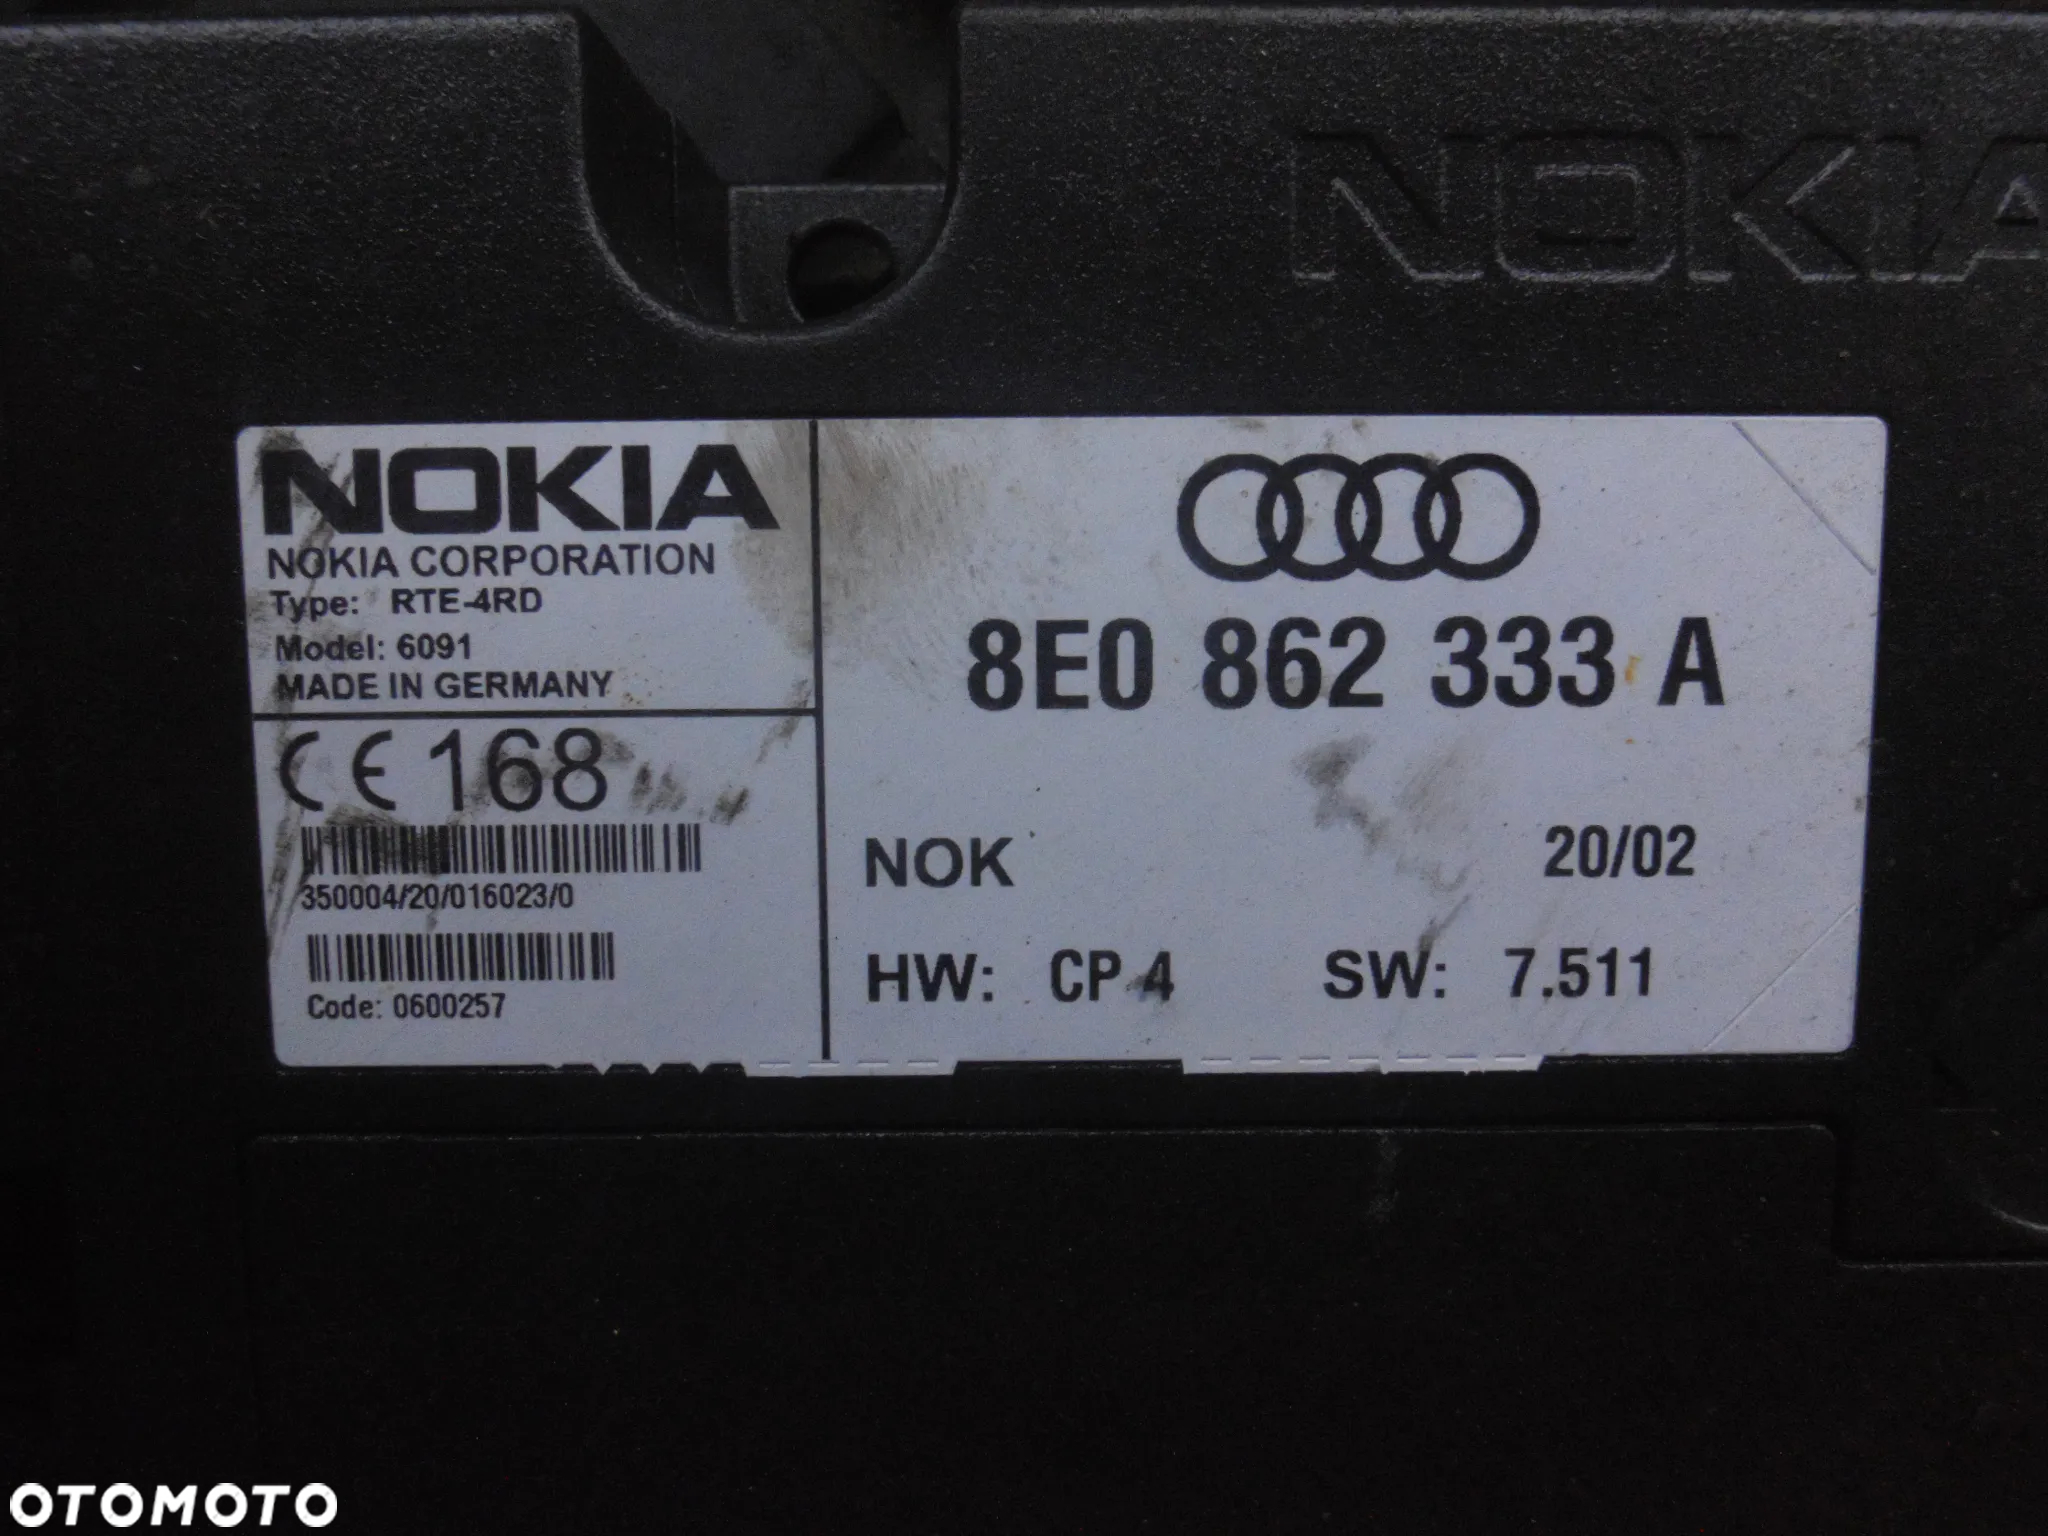 NOKIA
NOKIA
NOKIA CORPORATION
Type: RTE-4RD
Model: 6091
MADE IN GERMANY
CE 168
350004/20/016023/0
Code: 0600257
8E0 862 333 A
NOK 20/02
HW: CP 4 SW: 7.511
OTOMOTO